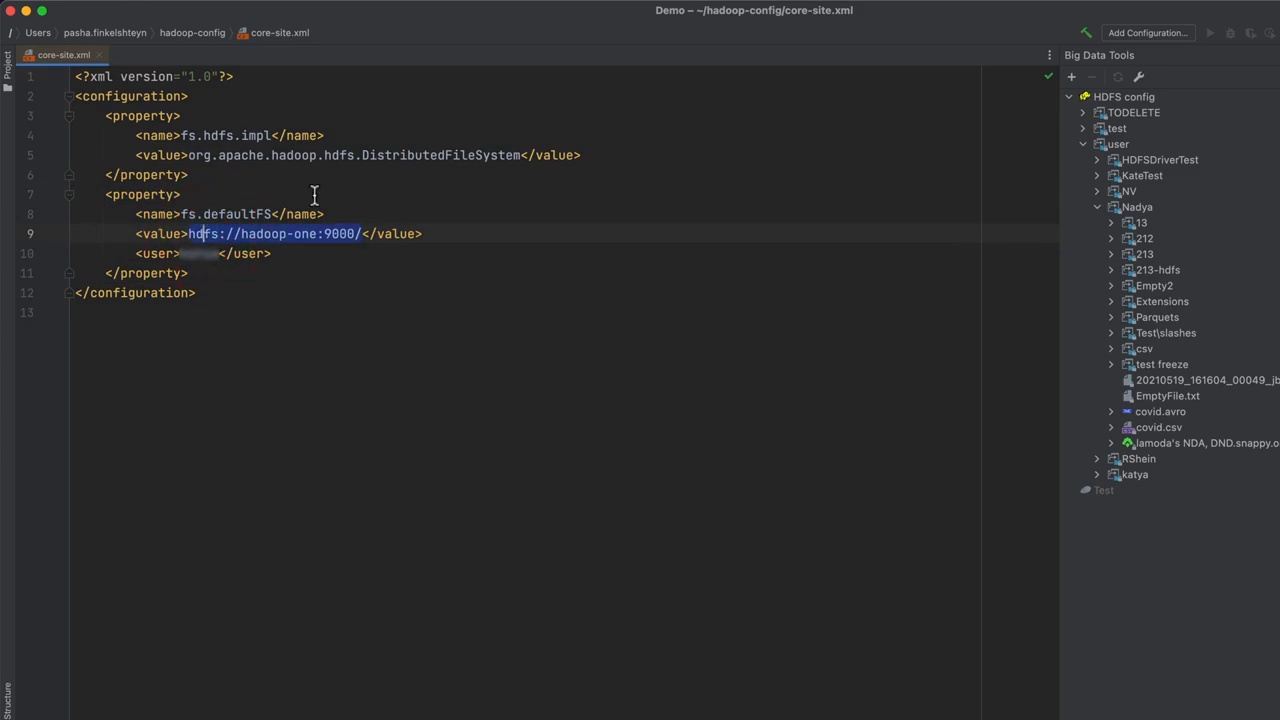 Demo – ~/hadoop-config/core-site.xml
/ Users pasha.finkelshteyn hadoop-config core-site.xml
Add Configuration...
core-site.xml
Big Data Tools
Project
Structure
1 <?xml version="1.0"?>
2 <configuration>
3 <property>
4 <name>fs.hdfs.impl</name>
5 <value>org.apache.hadoop.hdfs.DistributedFileSystem</value>
6 </property>
7 <property>
8 <name>fs.defaultFS</name>
9 <value>hdfs://hadoop-one:9000/</value>
10 <user></user>
11 </property>
12 </configuration>
13
HDFS config
TODELETE
test
user
HDFSDriverTest
KateTest
NV
Nadya
13
212
213
213-hdfs
Empty2
Extensions
Parquets
Test\slashes
csv
test freeze
20210519_161604_00049_jb
EmptyFile.txt
covid.avro
covid.csv
lamoda's NDA, DND.snappy.o
RShein
katya
Test